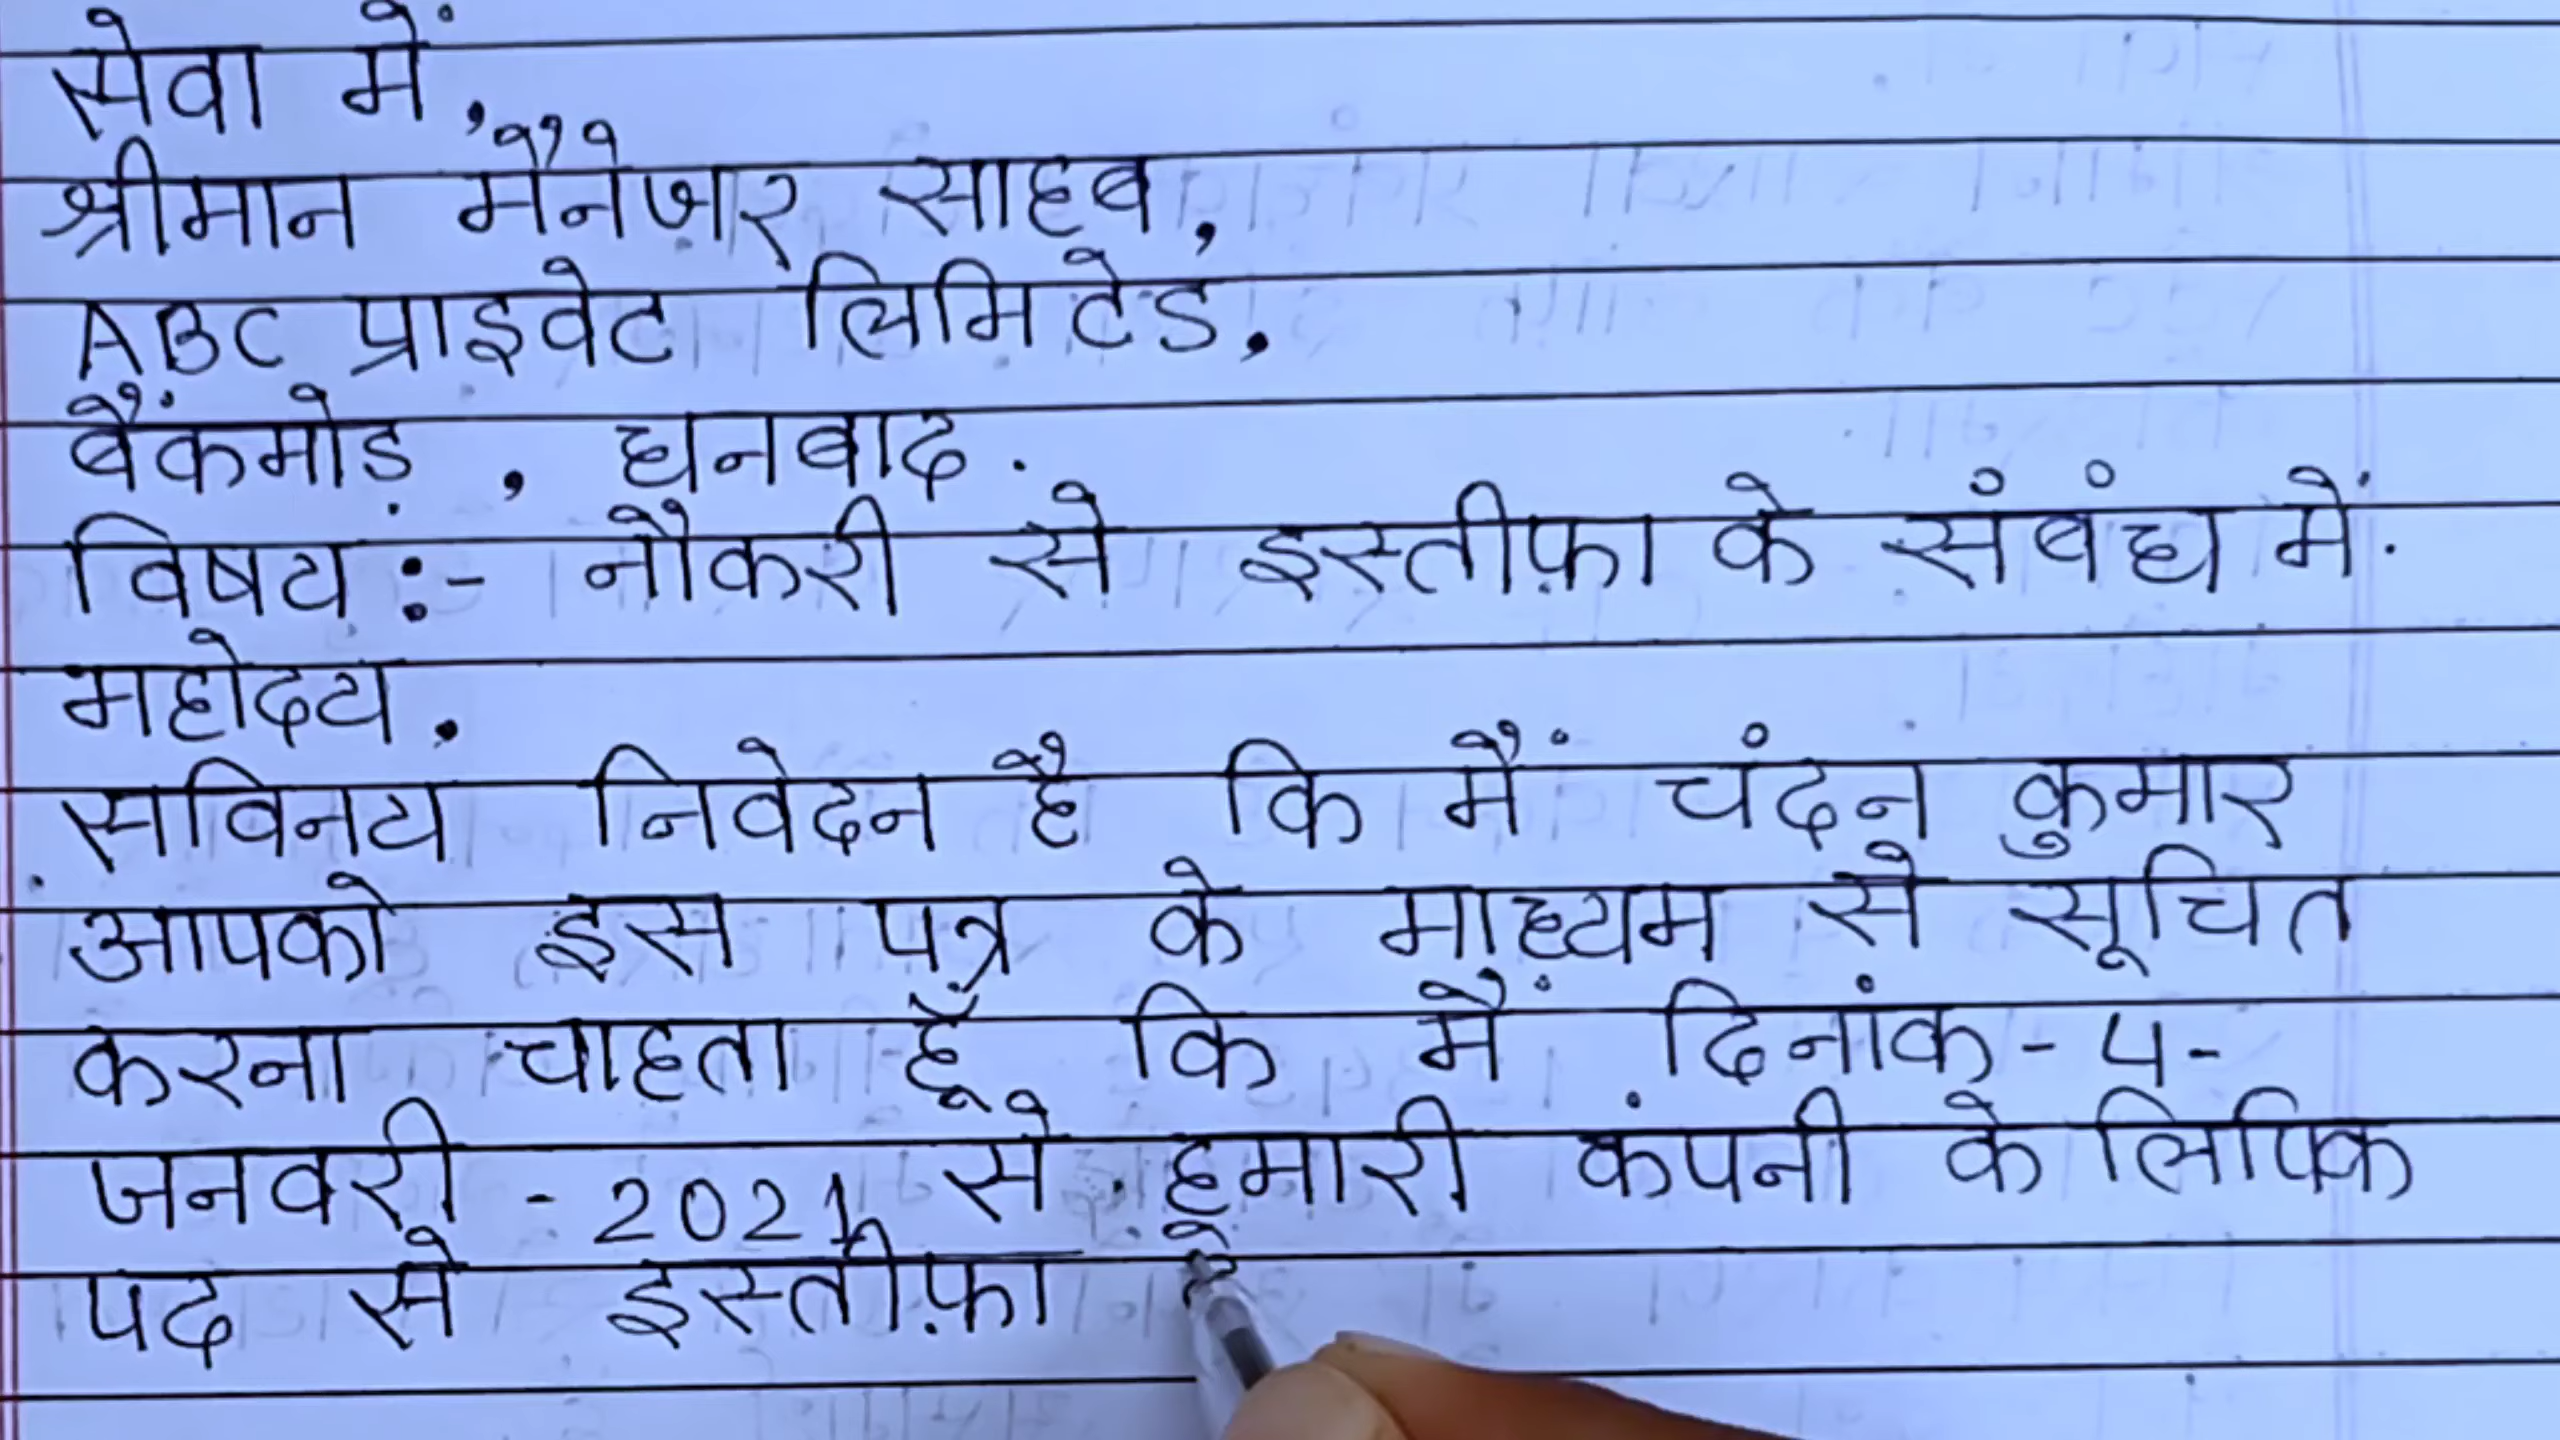 सेवा में,
श्रीमान मैनेजर साहब,
ABC प्राइवेट लिमिटेड.
बैंकमोड़ , धनबाद .
विषय :- नौकरी से इस्तीफ़ा के संबंध में.
महोदय.
सविनय निवेदन है कि मैं चंदन कुमार
आपको इस पत्र के माध्यम से सूचित
करना चाहता हूँ कि मैं दिनांक - 4 -
जनवरी - 2021 से हमारी कंपनी के लिपिक
पद से इस्तीफ़ा